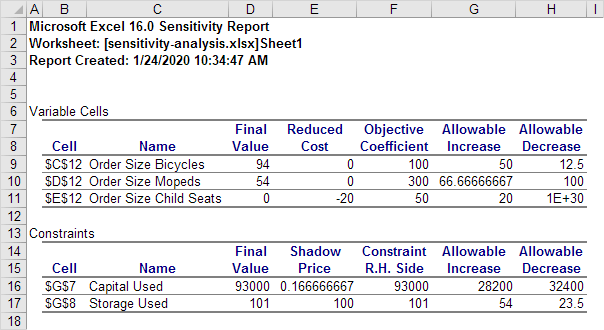 A B C D E F G H I
1 Microsoft Excel 16.0 Sensitivity Report
2 Worksheet: [sensitivity-analysis.xlsx]Sheet1
3 Report Created: 1/24/2020 10:34:47 AM
4
5
6 Variable Cells
7 Final Reduced Objective Allowable Allowable
8 Cell Name Value Cost Coefficient Increase Decrease
9 $C$12 Order Size Bicycles 94 0 100 50 12.5
10 $D$12 Order Size Mopeds 54 0 300 66.66666667 100
11 $E$12 Order Size Child Seats 0 -20 50 20 1E+30
12
13 Constraints
14 Final Shadow Constraint Allowable Allowable
15 Cell Name Value Price R.H. Side Increase Decrease
16 $G$7 Capital Used 93000 0.166666667 93000 28200 32400
17 $G$8 Storage Used 101 100 101 54 23.5
18